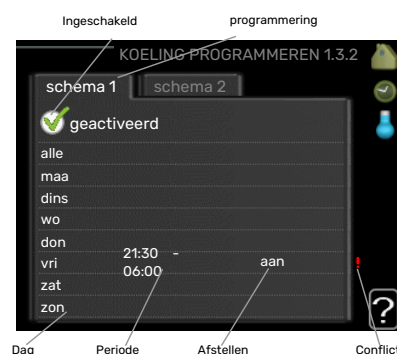 Ingeschakeld programmering
KOELING PROGRAMMEREN 1.3.2
schema 1 schema 2
geactiveerd
alle
maa
dins
wo
don
vri 21:30 - 06:00 aan !
zat
zon
?
Dag Periode Afstellen Conflict